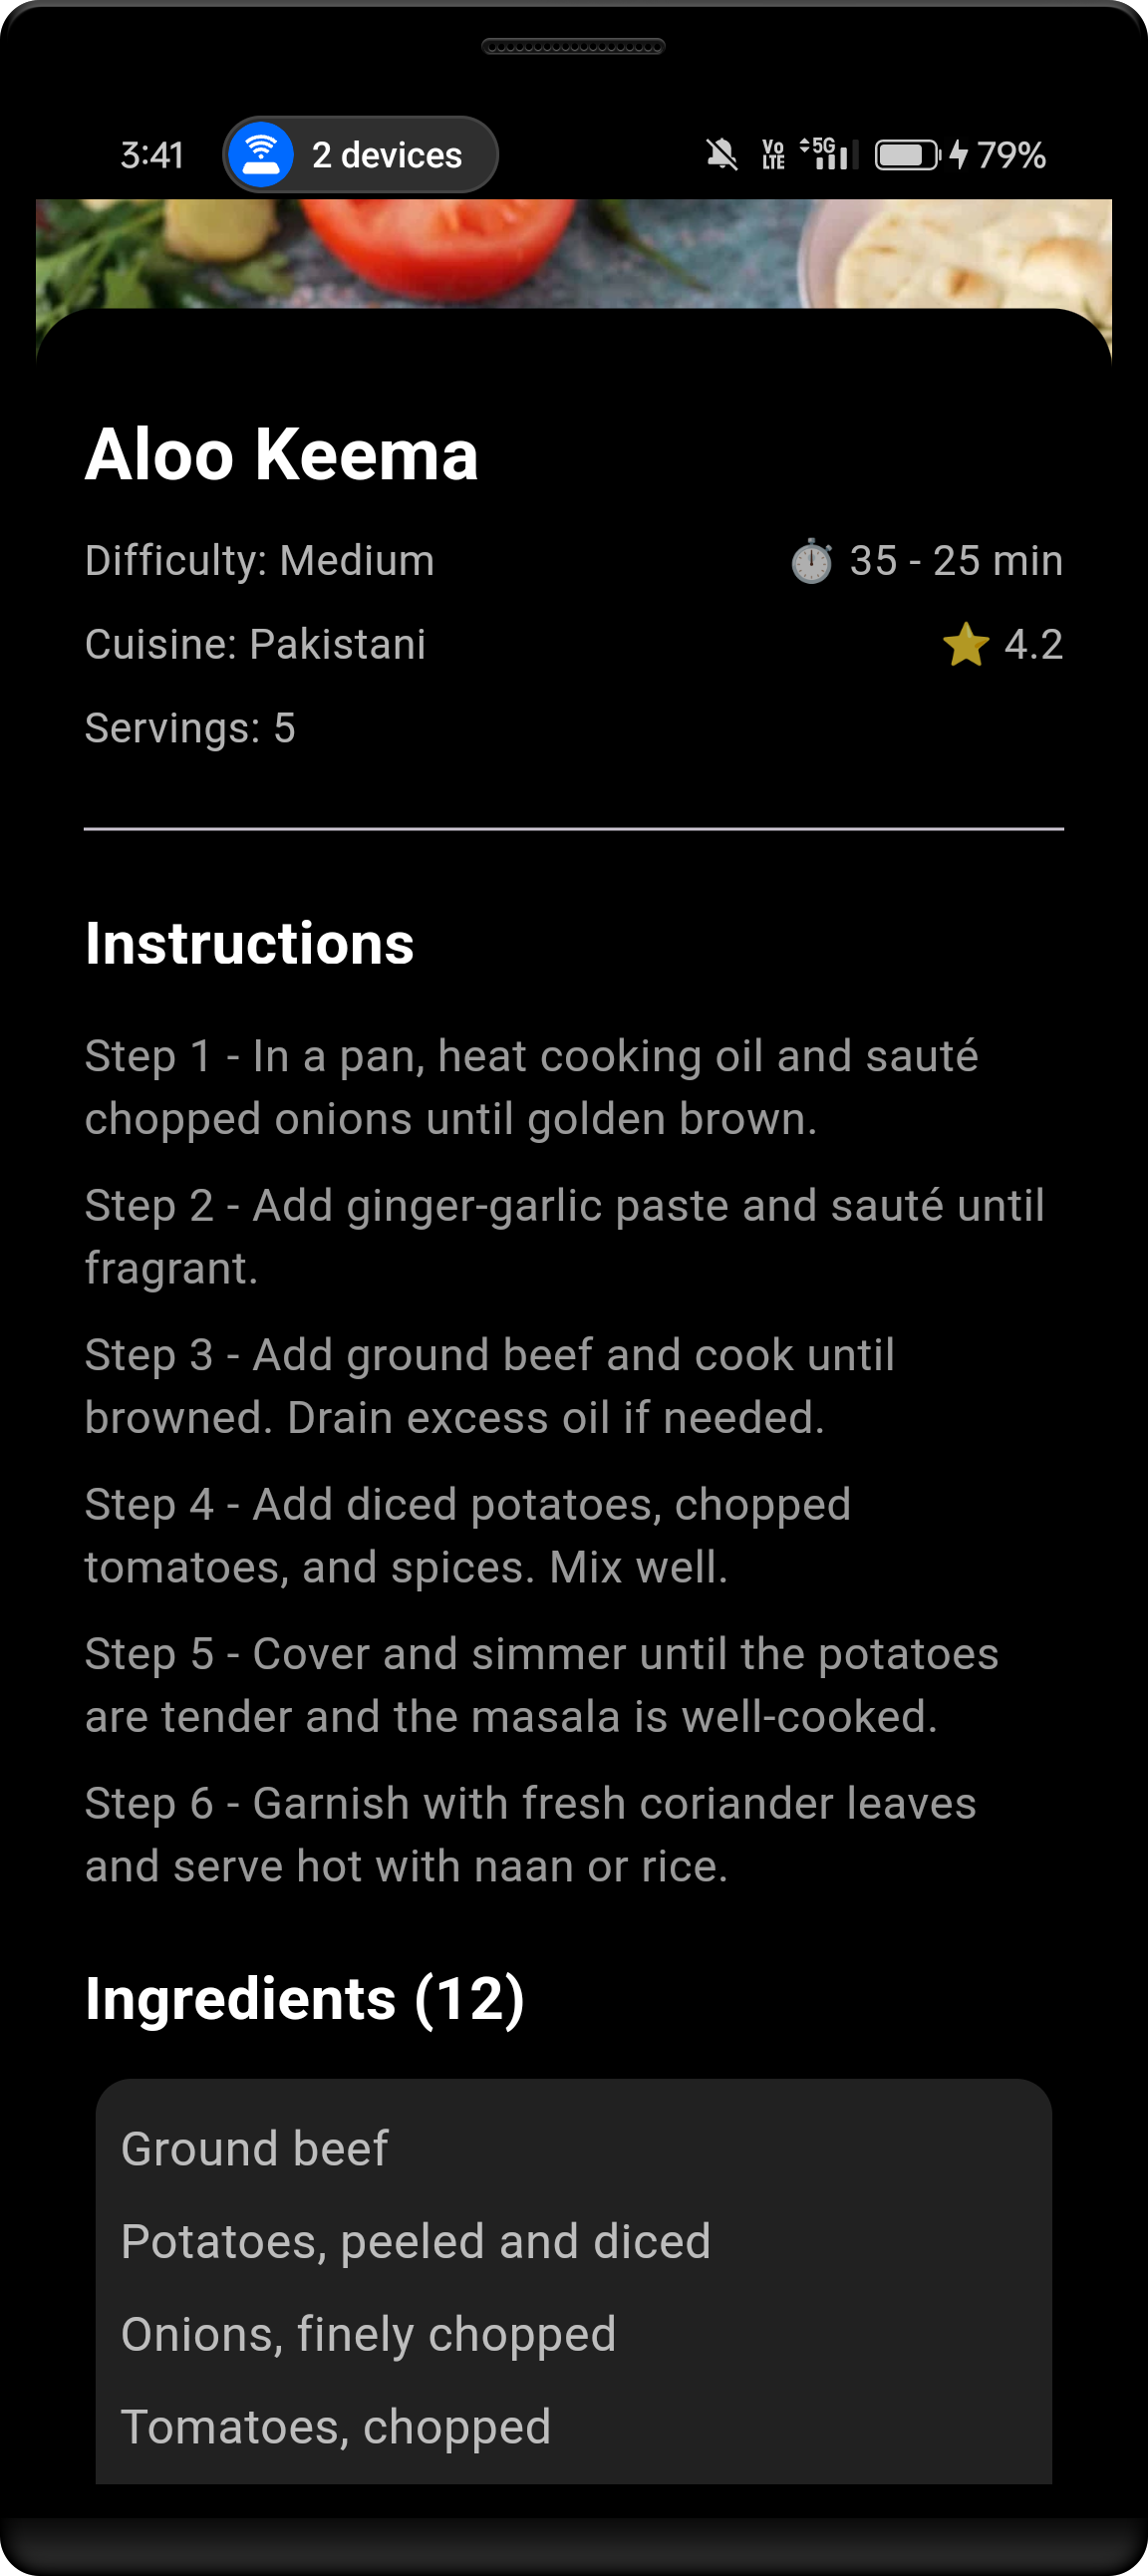 3:41
2 devices
Vo
LTE
5G
79%
Aloo Keema
Difficulty: Medium
35 - 25 min
Cuisine: Pakistani
4.2
Servings: 5
Instructions
Step 1 - In a pan, heat cooking oil and sauté
chopped onions until golden brown.
Step 2 - Add ginger-garlic paste and sauté until
fragrant.
Step 3 - Add ground beef and cook until
browned. Drain excess oil if needed.
Step 4 - Add diced potatoes, chopped
tomatoes, and spices. Mix well.
Step 5 - Cover and simmer until the potatoes
are tender and the masala is well-cooked.
Step 6 - Garnish with fresh coriander leaves
and serve hot with naan or rice.
Ingredients (12)
Ground beef
Potatoes, peeled and diced
Onions, finely chopped
Tomatoes, chopped